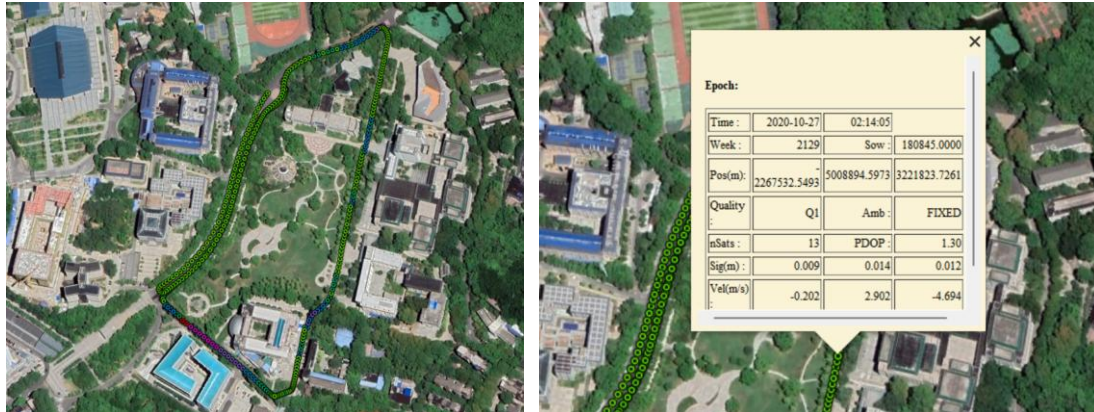 ×
Epoch:
Time : 2020-10-27 02:14:05
Week : 2129 Sow : 180845.0000
Pos(m): -2267532.5493 5008894.5973 3221823.7261
Quality : Q1 Amb : FIXED
nSats : 13 PDOP : 1.30
Sig(m) : 0.009 0.014 0.012
Vel(m/s) : -0.202 2.902 -4.694